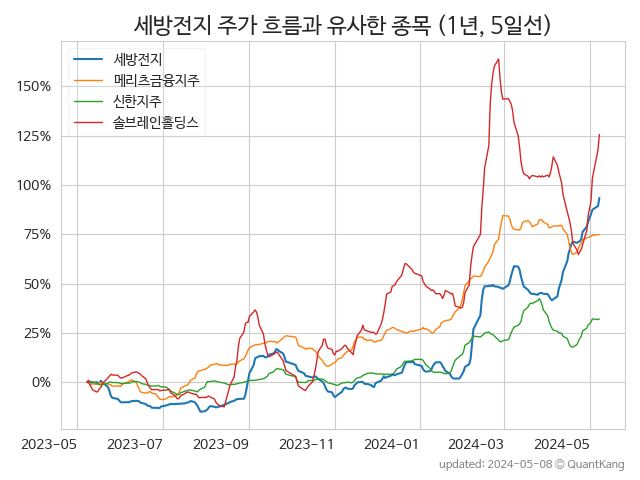 세방전지 주가 흐름과 유사한 종목 (1년, 5일선)
세방전지
메리츠금융지주
신한지주
솔브레인홀딩스
150%
125%
100%
75%
50%
25%
0%
2023-05 2023-07 2023-09 2023-11 2024-01 2024-03 2024-05
updated: 2024-05-08 © QuantKang